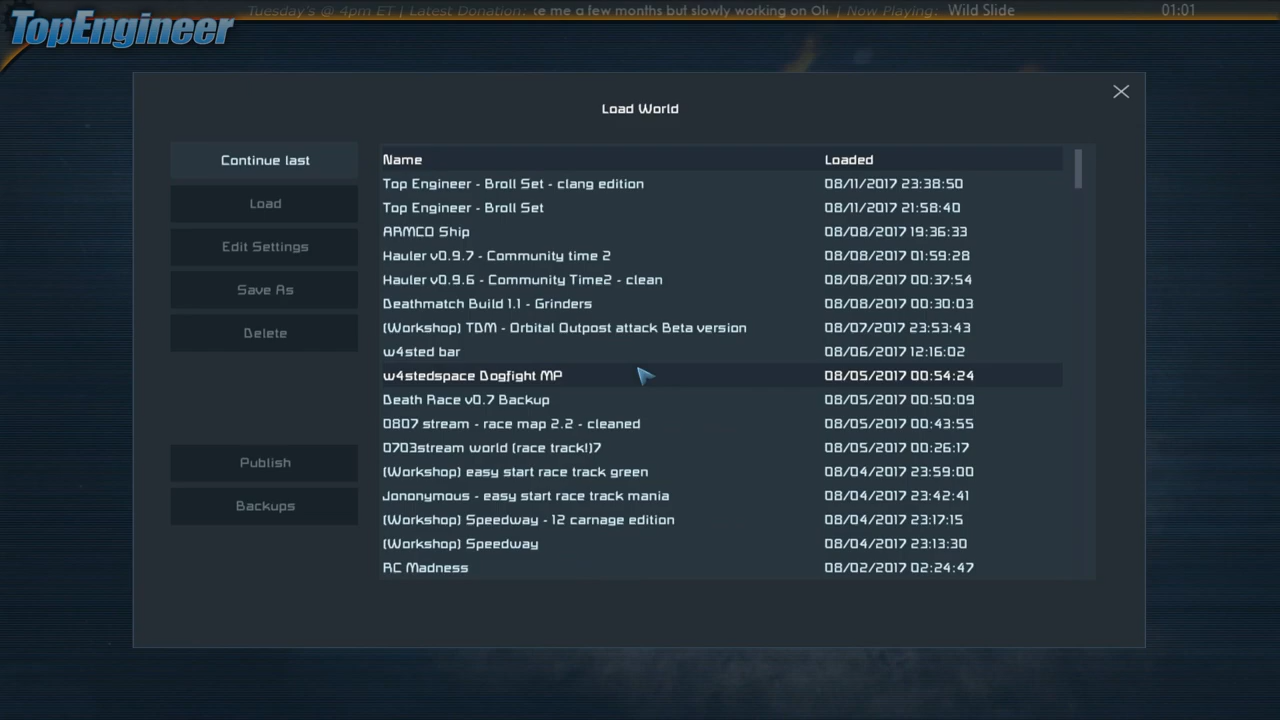 Tuesday's @ 4pm ET | Latest Donation: ke me a few months but slowly working on Ol | Now Playing: Wild Slide 01:01
TopEngineer
Load World
Continue last
Load
Edit Settings
Save As
Delete
Publish
Backups
Name Loaded
Top Engineer - Broll Set - clang edition 08/11/2017 23:38:50
Top Engineer - Broll Set 08/11/2017 21:58:40
ARMCO Ship 08/08/2017 19:36:33
Hauler v0.9.7 - Community time 2 08/08/2017 01:59:28
Hauler v0.9.6 - Community Time2 - clean 08/08/2017 00:37:54
Deathmatch Build 1.1 - Grinders 08/08/2017 00:30:03
(Workshop) TDM - Orbital Outpost attack Beta version 08/07/2017 23:53:43
w4sted bar 08/06/2017 12:16:02
w4stedspace Dogfight MP 08/05/2017 00:54:24
Death Race v0.7 Backup 08/05/2017 00:50:09
0807 stream - race map 2.2 - cleaned 08/05/2017 00:43:55
0703stream world (race track!)7 08/05/2017 00:26:17
(Workshop) easy start race track green 08/04/2017 23:59:00
Jononymous - easy start race track mania 08/04/2017 23:42:41
(Workshop) Speedway - 12 carnage edition 08/04/2017 23:17:15
(Workshop) Speedway 08/04/2017 23:13:30
RC Madness 08/02/2017 02:24:47